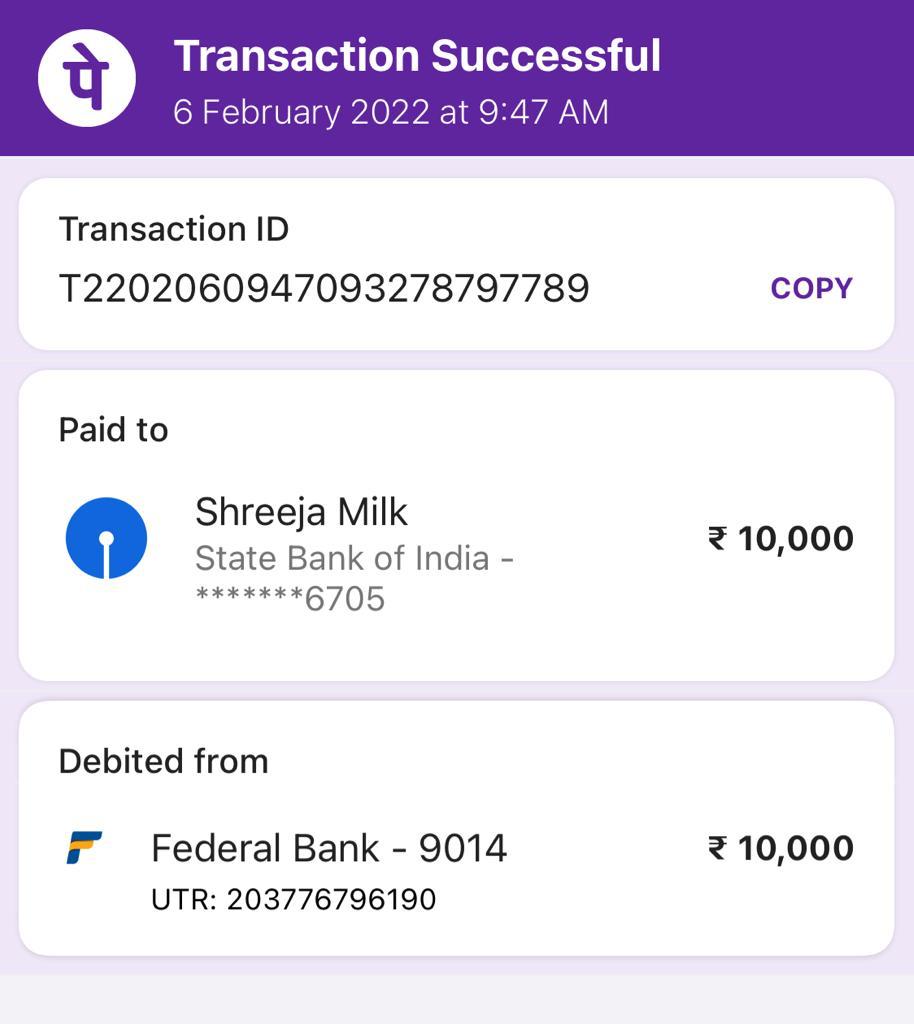 पे
Transaction Successful
6 February 2022 at 9:47 AM
Transaction ID
T2202060947093278797789
COPY
Paid to
Shreeja Milk
₹ 10,000
State Bank of India -
*******6705
Debited from
Federal Bank - 9014
₹ 10,000
UTR: 203776796190